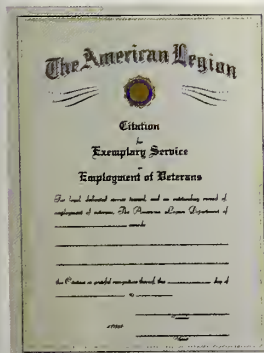 The American Legion
Citation
for
Exemplary Service
in
Employment of Veterans
For loyal, dedicated service toward, and an outstanding record of
employment of veterans, The American Legion Department of
awards
this Citation in grateful recognition thereof, this day of